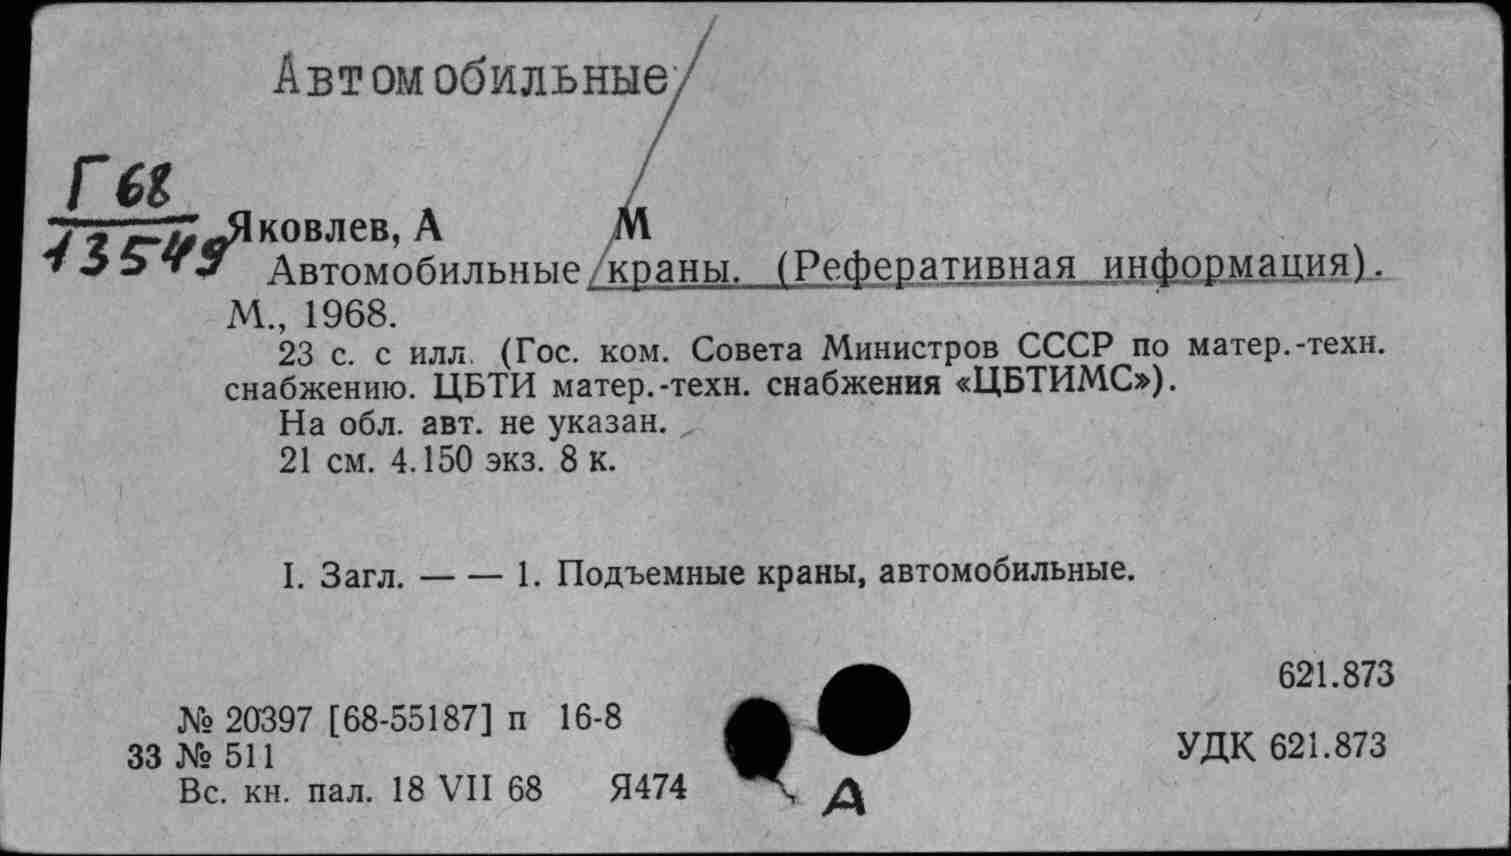 Автомобильные/
Г68
13549
Яковлев, А М
Автомобильные/краны. (Реферативная информация).
М., 1968.
23 с. с илл. (Гос. ком. Совета Министров СССР по матер.-техн.
снабжению. ЦБТИ матер.-техн. снабжения «ЦБТИМС»).
На обл. авт. не указан.
21 см. 4.150 экз. 8 к.
I. Загл. — — 1. Подъемные краны, автомобильные.
621.873
№ 20397 [68-55187] п 16-8
33 № 511
УДК 621.873
Вс. кн. пал. 18 VII 68 Я474
А